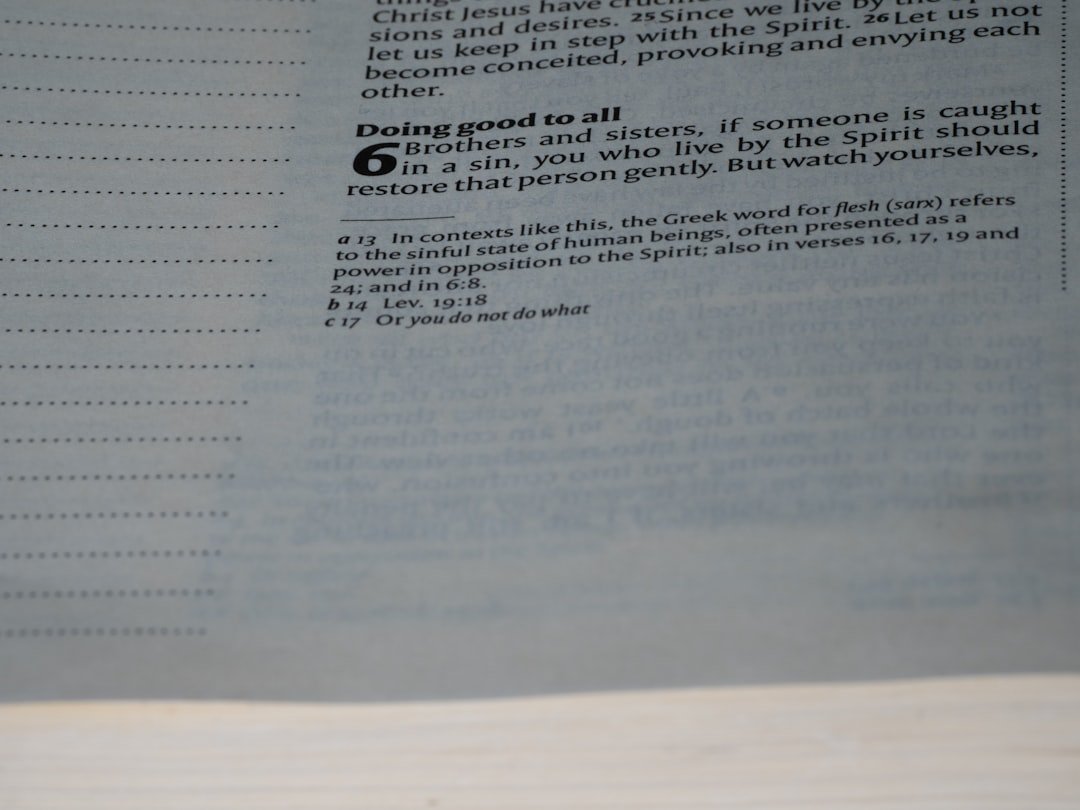 Christ Jesus have
sions and desires. 25 Since we live by the
let us keep in step with the Spirit. 26 Let us not
become conceited, provoking and envying each
other.
Doing good to all
6 Brothers and sisters, if someone is caught
in a sin, you who live by the Spirit should
restore that person gently. But watch yourselves,
a 13 In contexts like this, the Greek word for flesh (sarx) refers
to the sinful state of human beings, often presented as a
power in opposition to the Spirit; also in verses 16, 17, 19 and
24; and in 6:8.
b 14 Lev. 19:18
c 17 Or you do not do what